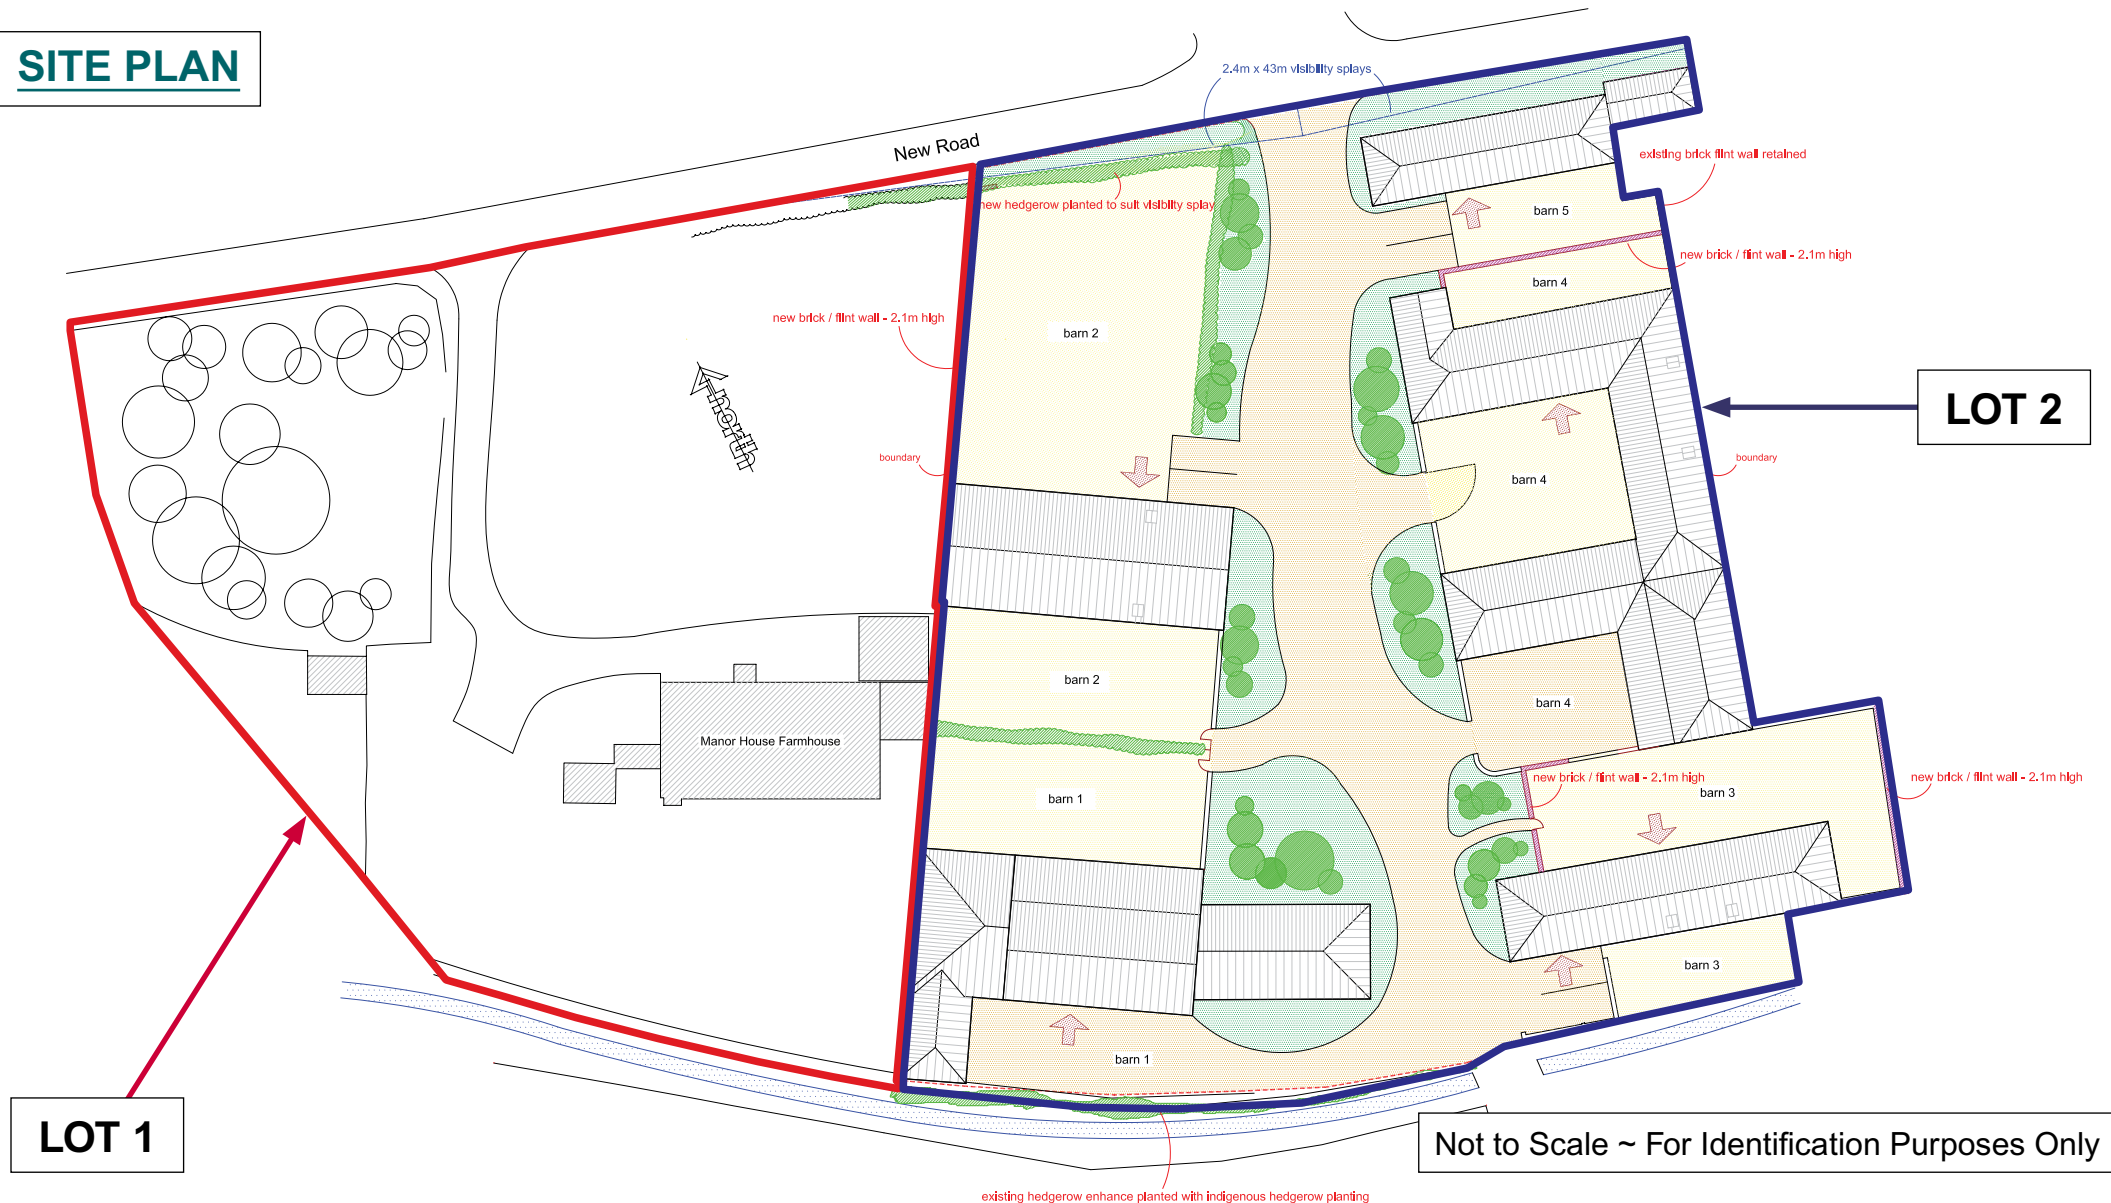 SITE PLAN
2.4m x 43m visibility splays
New Road
existing brick flint wall retained
new hedgerow planted to suit visiblity splay
barn 5
new brick / flint wall - 2.1m high
barn 4
new brick / flint wall - 2.1m high
barn 2
north
LOT 2
boundary
boundary
barn 4
barn 2
barn 4
Manor House Farmhouse
new brick / flint wall - 2.1m high
new brick / flint wall - 2.1m high
barn 3
barn 1
barn 3
barn 1
LOT 1
Not to Scale ~ For Identification Purposes Only
existing hedgerow enhance planted with indigenous hedgerow planting